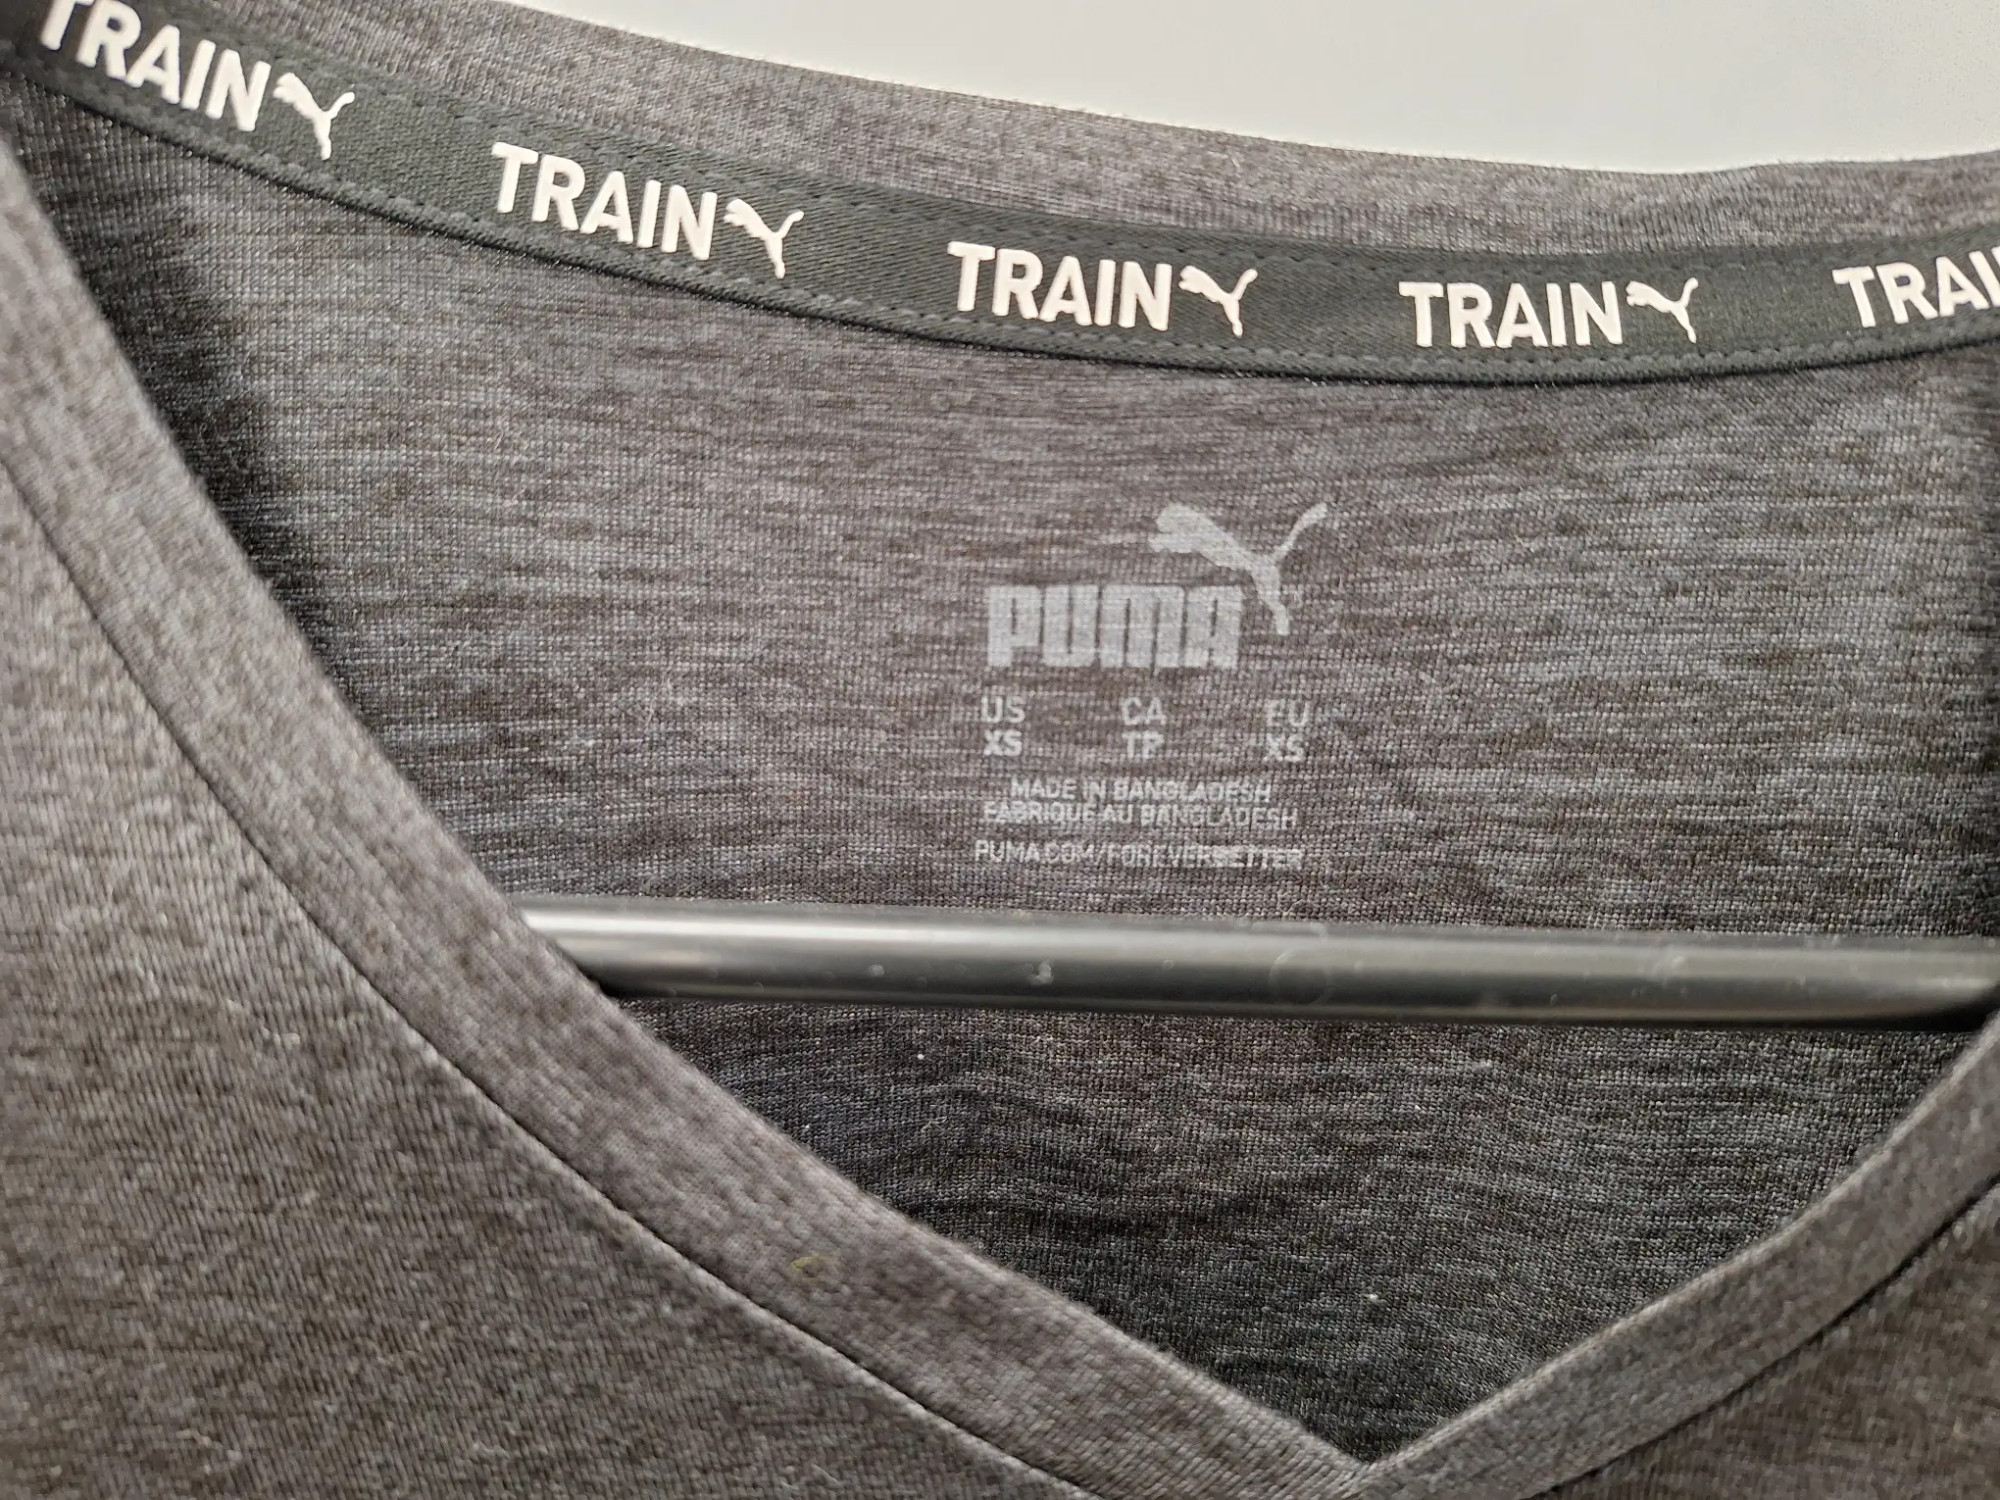 TRAIN TRAIN TRAIN TRAIN TRAI
PUMA
US CA EU
XS TP XS
MADE IN BANGLADESH
FABRIQUE AU BANGLADESH
PUMA.COM/FOREVERBETTER